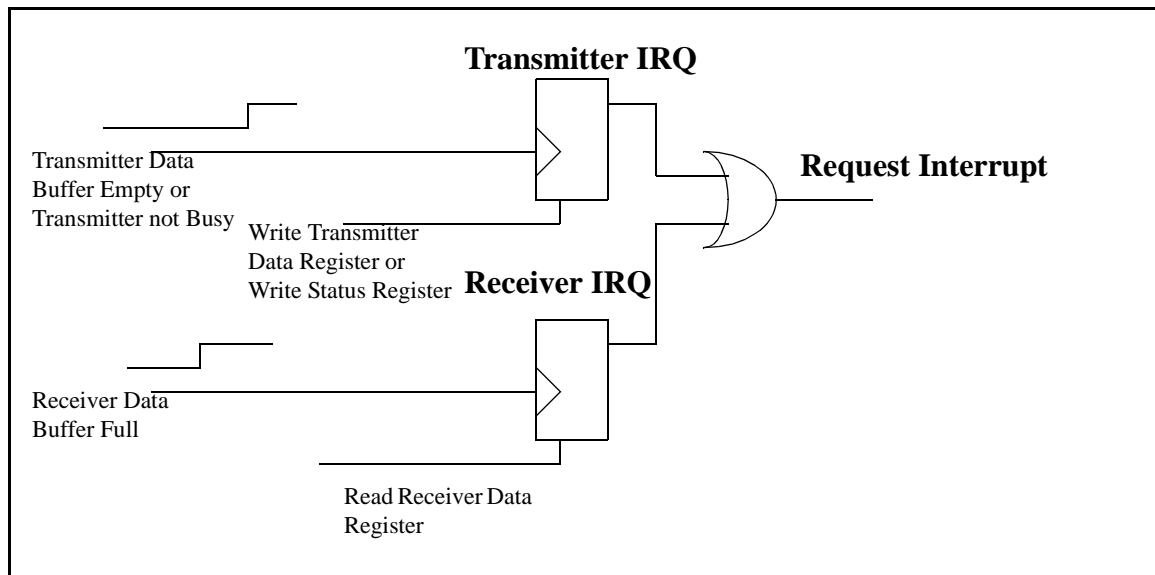 Transmitter IRQ
Transmitter Data
Buffer Empty or
Transmitter not Busy
Request Interrupt
Write Transmitter
Data Register or
Write Status Register
Receiver IRQ
Receiver Data
Buffer Full
Read Receiver Data
Register